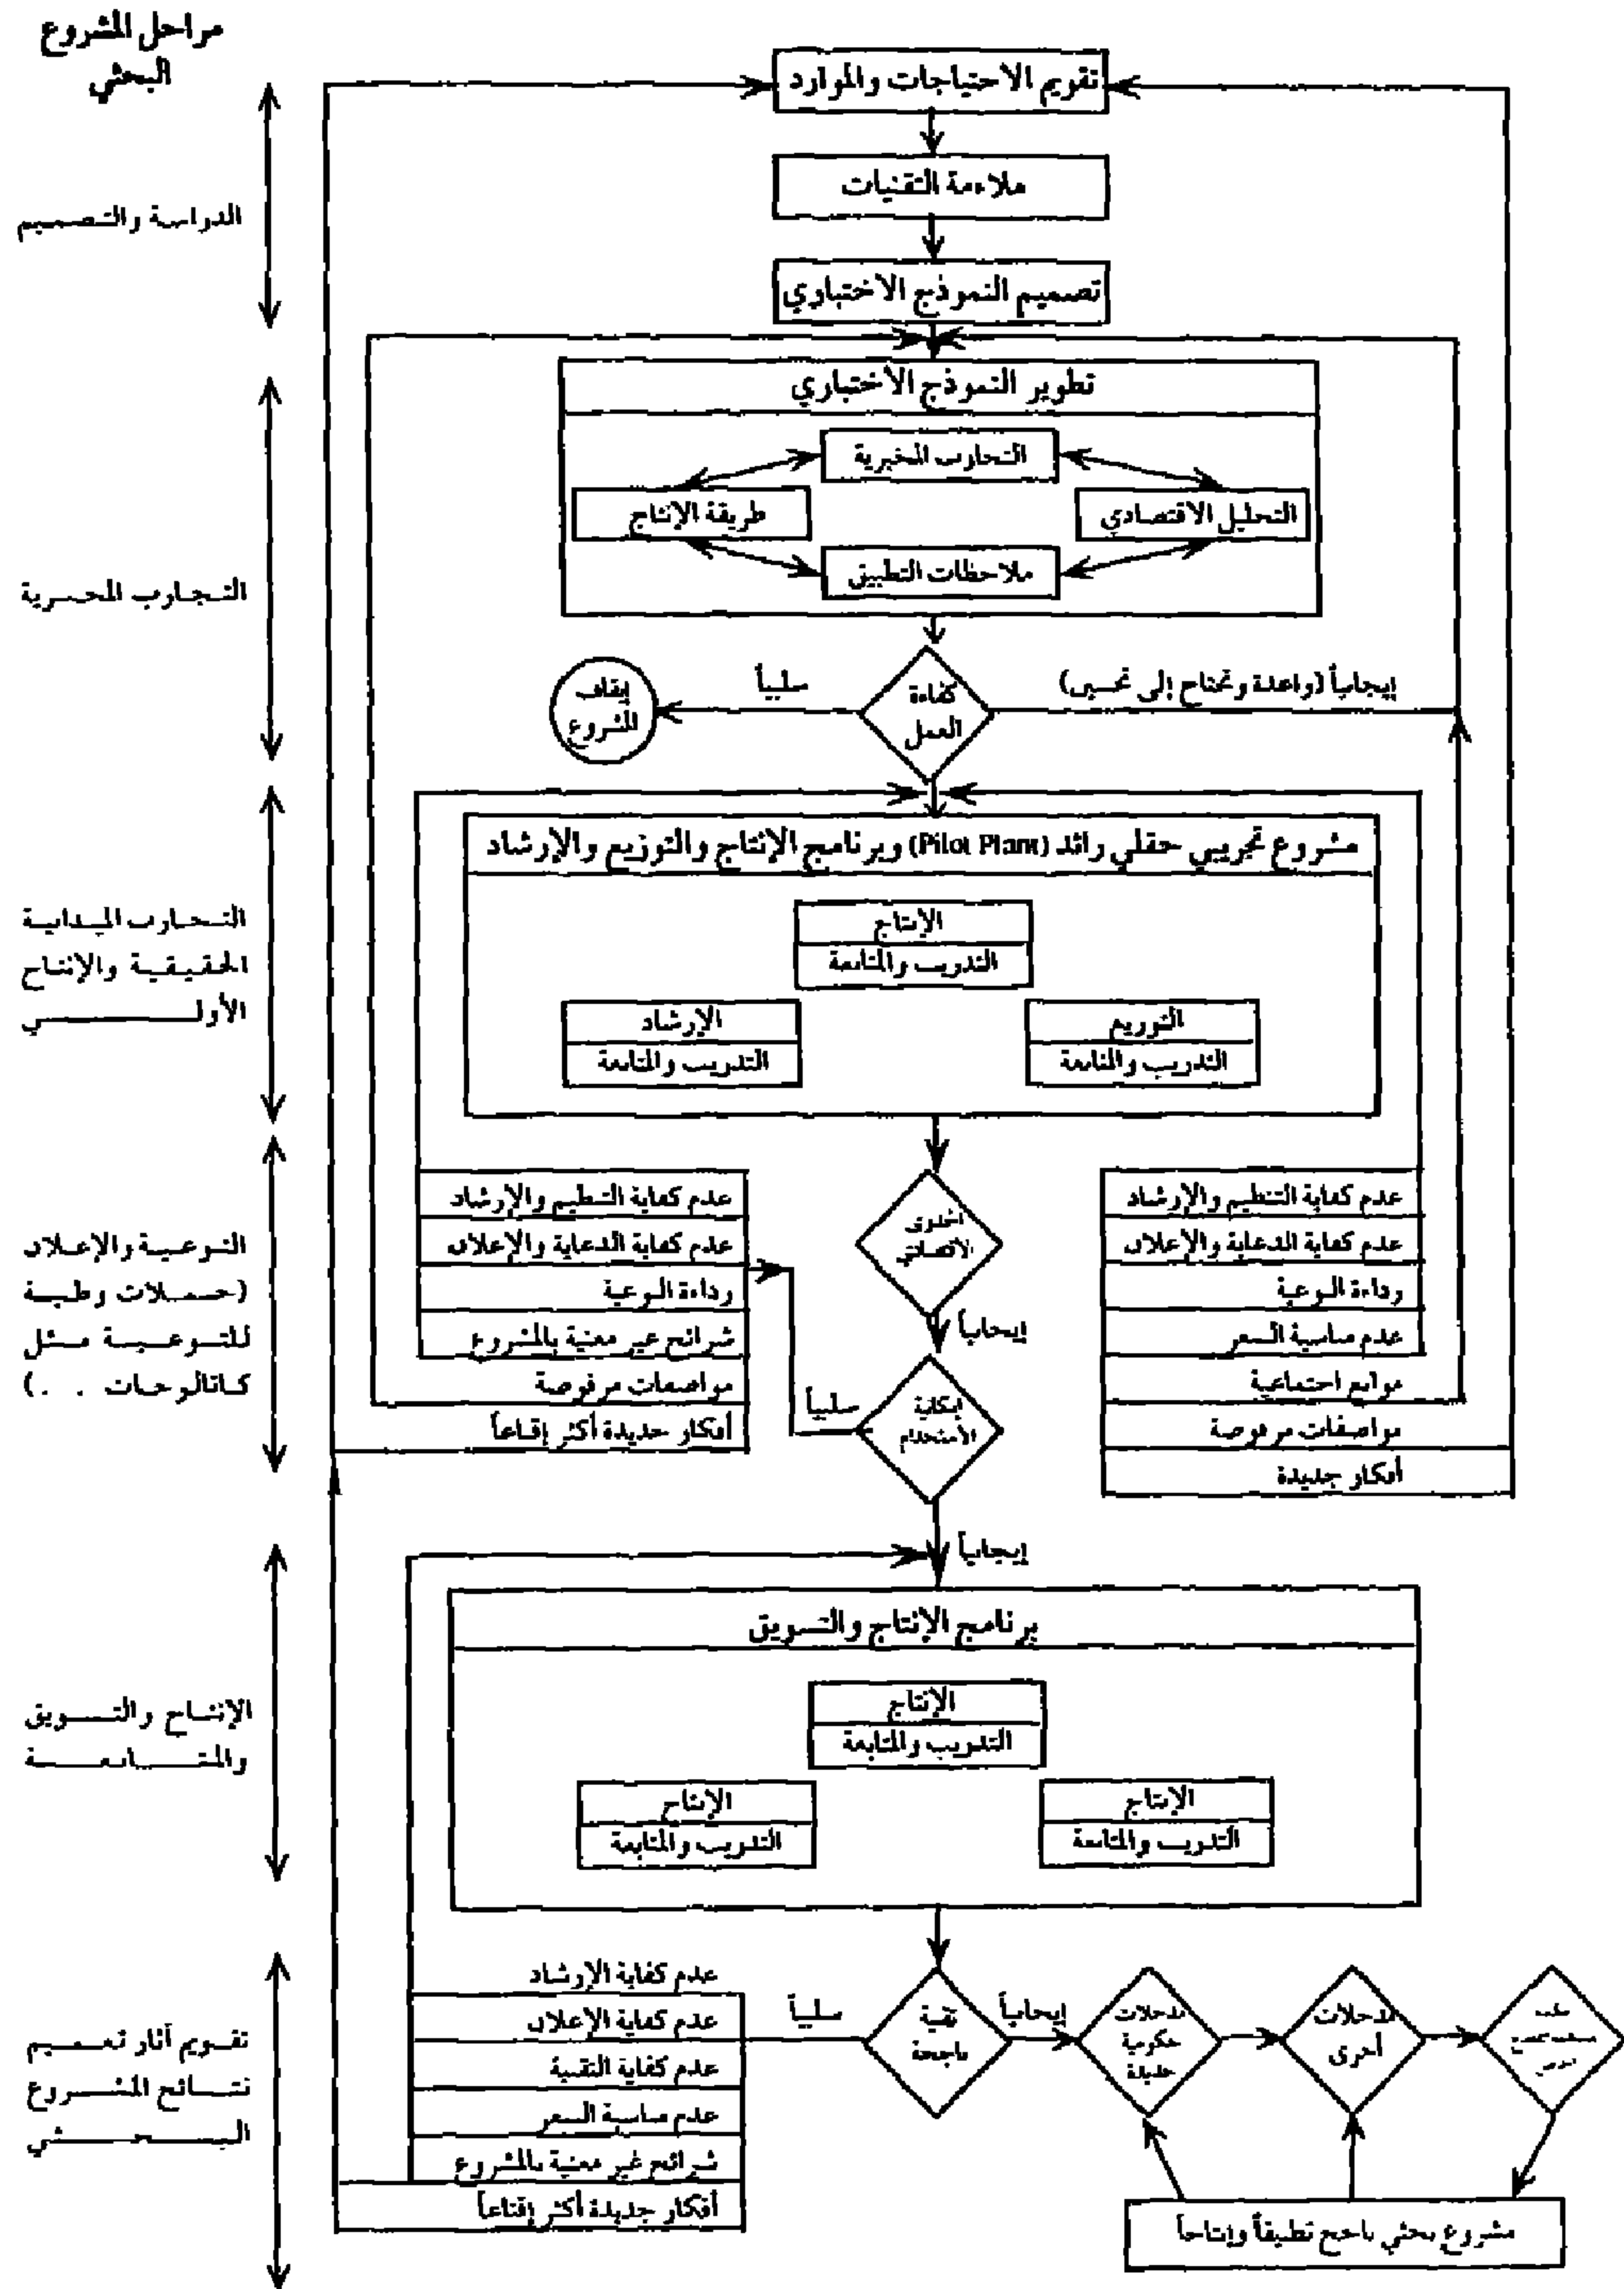 مراحل المشروع
البحثي
تقويم الاحتياجات والموارد
ملاءمة التقنيات
الدراسة والتصميم
تصميم النموذج الاختباري
تطوير النموذج الاختباري
التجارب المخبرية
التحليل الاقتصادي
طريقة الإنتاج
ملاحظات التطبيق
التجارب المخبرية
إيجابياً (واعدة وتحتاج إلى تحسين)
كفاءة
العمل
سلبياً
إيقاف
المشروع
مشروع تجريبي حقلي رائد (Pilot Plant) وبرنامج الإنتاج والتوزيع والإرشاد
الإنتاج
التدريب والمتابعة
التوزيع
التدريب والمتابعة
الإرشاد
التدريب والمتابعة
التجارب الميدانية
الحقيقية والإنتاج
الأولي
عدم كفاية التنظيم والإرشاد
عدم كفاية الدعاية والإعلان
رداءة النوعية
عدم مناسبة السعر
موانع اجتماعية
مواصفات مرفوضة
أفكار جديدة
الجدوى
الاقتصادي
إيجاباً
إمكانية
الاستخدام
سلبياً
إيجاباً
عدم كفاية التنظيم والإرشاد
عدم كفاية الدعاية والإعلان
رداءة النوعية
شرائح غير معنية بالمشروع
مواصفات مرفوضة
أفكار جديدة أكثر إقناعاً
التوعية والإعلان
(حملات وطنية
للتوعية مثل
كاتالوجات . .)
برنامج الإنتاج والتسويق
الإنتاج
التدريب والمتابعة
الإنتاج
التدريب والمتابعة
الإنتاج
التدريب والمتابعة
الإنتاج والتسويق
والمتابعة
تقنية
ناجحة
إيجاباً
مدخلات
حكومية
جديدة
مدخلات
أخرى
سلبياً
عدم كفاية الإرشاد
عدم كفاية الإعلان
عدم كفاية التقنية
عدم مناسبة السعر
شرائح غير معنية بالمشروع
أفكار جديدة أكثر إقناعاً
مشروع بحثي ناجح تطبيقاً وإنتاجاً
تقويم آثار تعميم
نتائج المشروع
البحثي